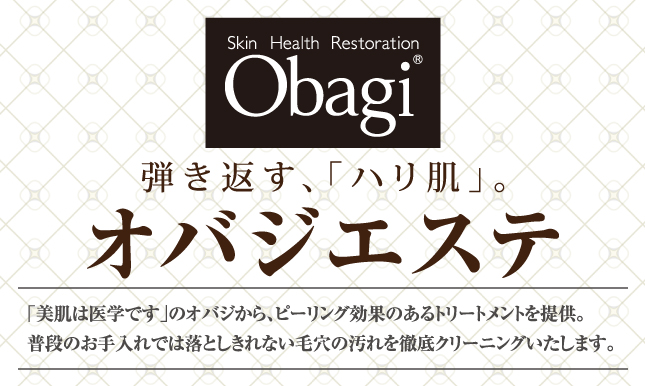 Skin Health Restoration
Obagi®
弾き返す、「ハリ肌」。
オバジエステ
「美肌は医学です」のオバジから、ピーリング効果のあるトリートメントを提供。
普段のお手入れでは落としきれない毛穴の汚れを徹底クリーニングいたします。